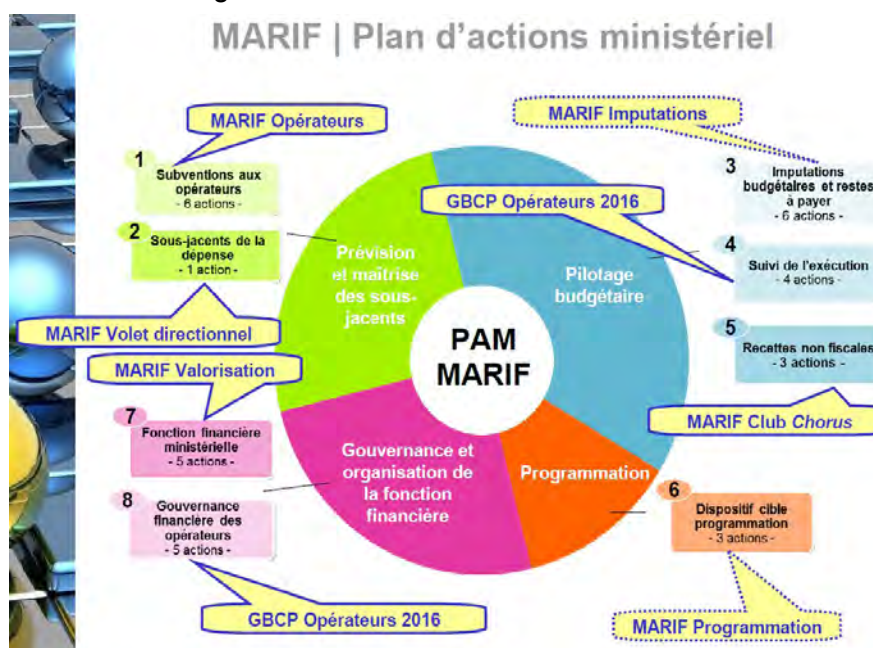 MARIF | Plan d'actions ministériel
MARIF Opérateurs
MARIF Imputations
1
Subventions aux
opérateurs
- 6 actions -
2
Sous-jacents de la
dépense
- 1 action -
MARIF Volet directionnel
MARIF Valorisation
7
Fonction financière
ministérielle
- 5 actions -
8
Gouvernance
financière des
opérateurs
- 5 actions -
GBCP Opérateurs 2016
Prévision
et maîtrise
des sous-
jacents
Pilotage
budgétaire
PAM
MARIF
Gouvernance et
organisation de
la fonction
financière
Programmation
GBCP Opérateurs 2016
3
Imputations
budgétaires et restes
à payer
- 6 actions -
4
Suivi de l'exécution
- 4 actions -
5
Recettes non fiscales
- 3 actions -
MARIF Club Chorus
6
Dispositif cible
programmation
- 3 actions -
MARIF Programmation